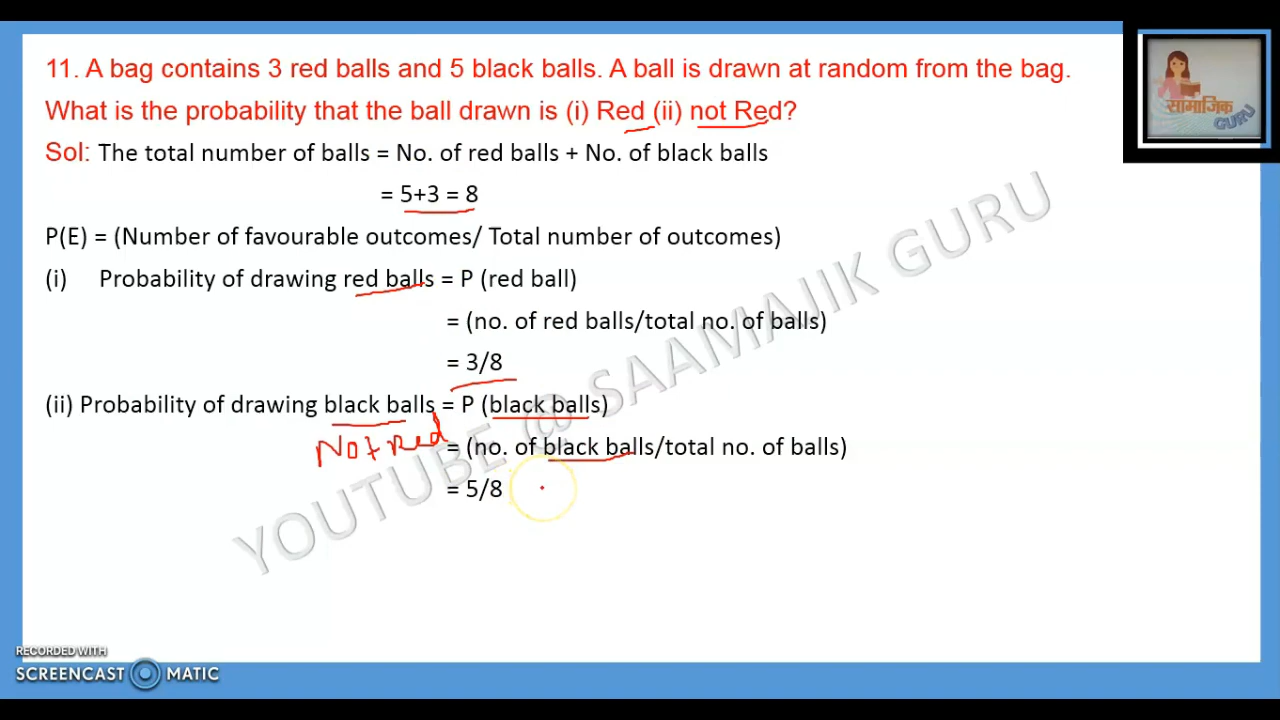 11. A bag contains 3 red balls and 5 black balls. A ball is drawn at random from the bag.
What is the probability that the ball drawn is (i) Red (ii) not Red?
सामाजिक
GURU
Sol: The total number of balls = No. of red balls + No. of black balls
= 5+3 = 8
P(E) = (Number of favourable outcomes/ Total number of outcomes)
(i) Probability of drawing red balls = P (red ball)
= (no. of red balls/total no. of balls)
= 3/8
(ii) Probability of drawing black balls = P (black balls)
Not Red
= (no. of black balls/total no. of balls)
= 5/8
YOUTUBE @ SAAMAJIK GURU
RECORDED WITH
SCREENCAST MATIC